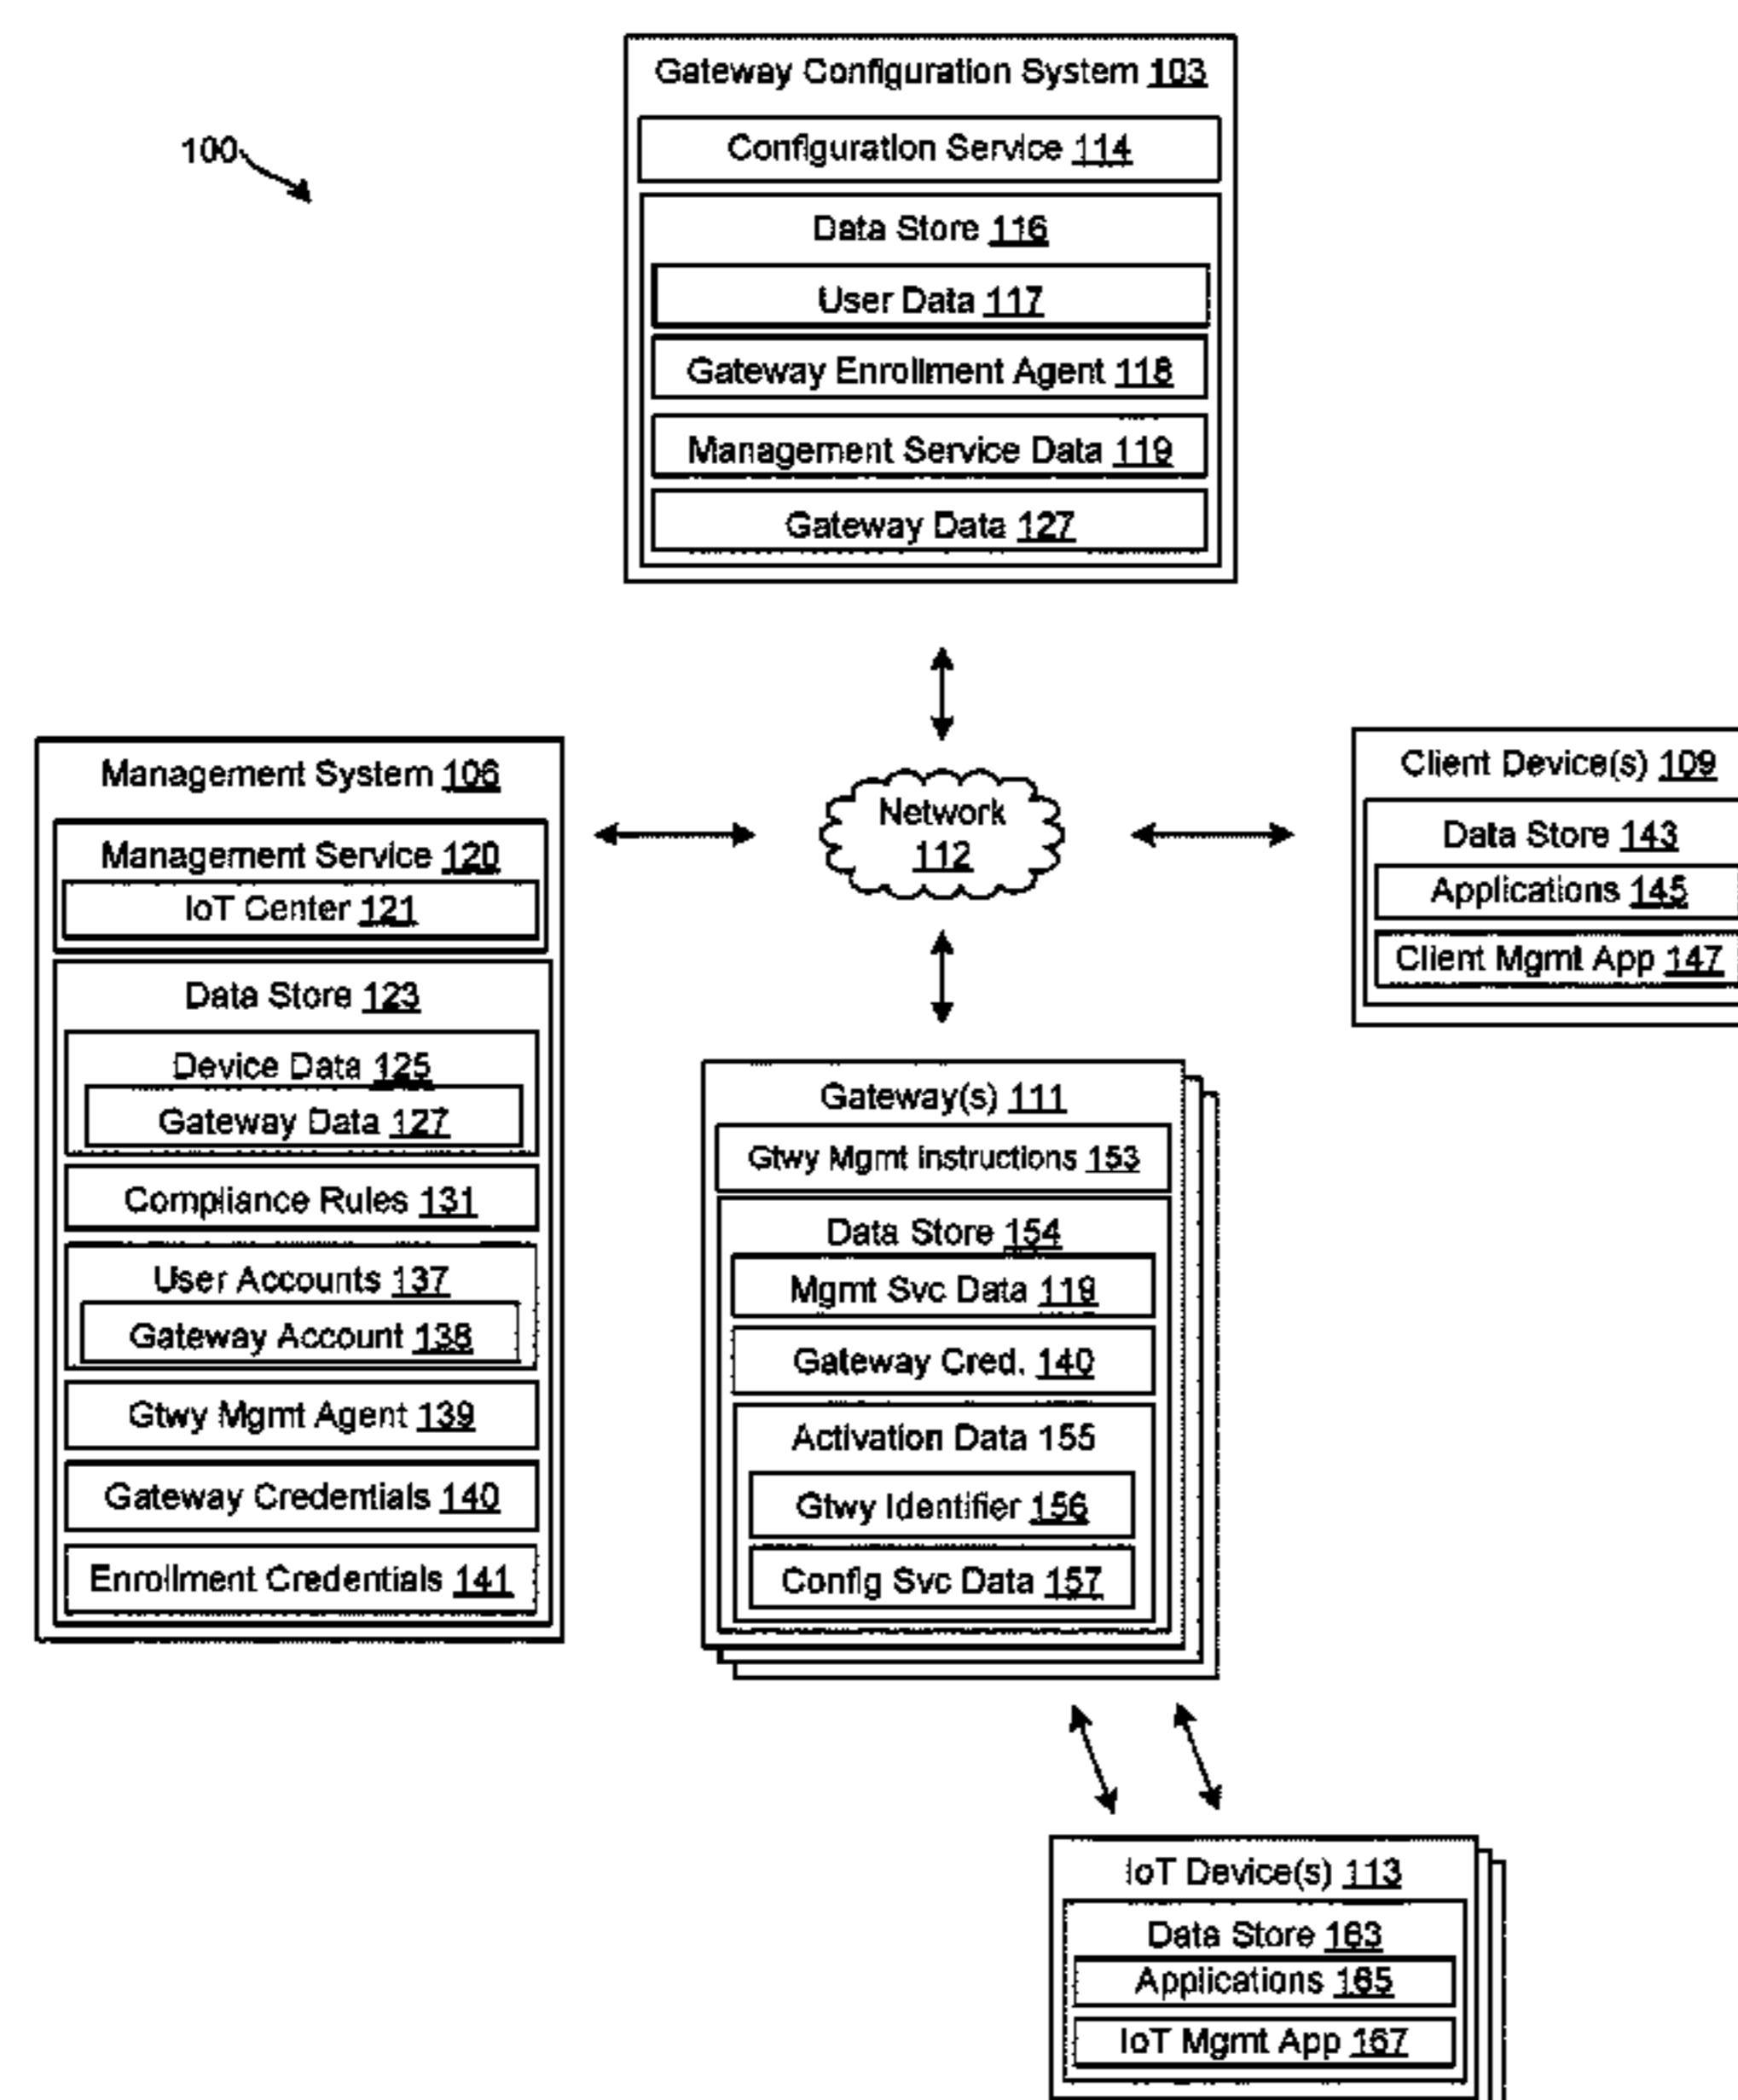 100
Gateway Configuration System 103
Configuration Service 114
Data Store 116
User Data 117
Gateway Enrollment Agent 118
Management Service Data 119
Gateway Data 127
Management System 106
Management Service 120
IoT Center 121
Data Store 123
Device Data 125
Gateway Data 127
Compliance Rules 131
User Accounts 137
Gateway Account 138
Gtwy Mgmt Agent 139
Gateway Credentials 140
Enrollment Credentials 141
Network
112
Client Device(s) 109
Data Store 143
Applications 145
Client Mgmt App 147
Gateway(s) 111
Gtwy Mgmt Instructions 153
Data Store 154
Mgmt Svc Data 119
Gateway Cred. 140
Activation Data 155
Gtwy Identifier 156
Config Svc Data 157
IoT Device(s) 113
Data Store 163
Applications 165
IoT Mgmt App 167